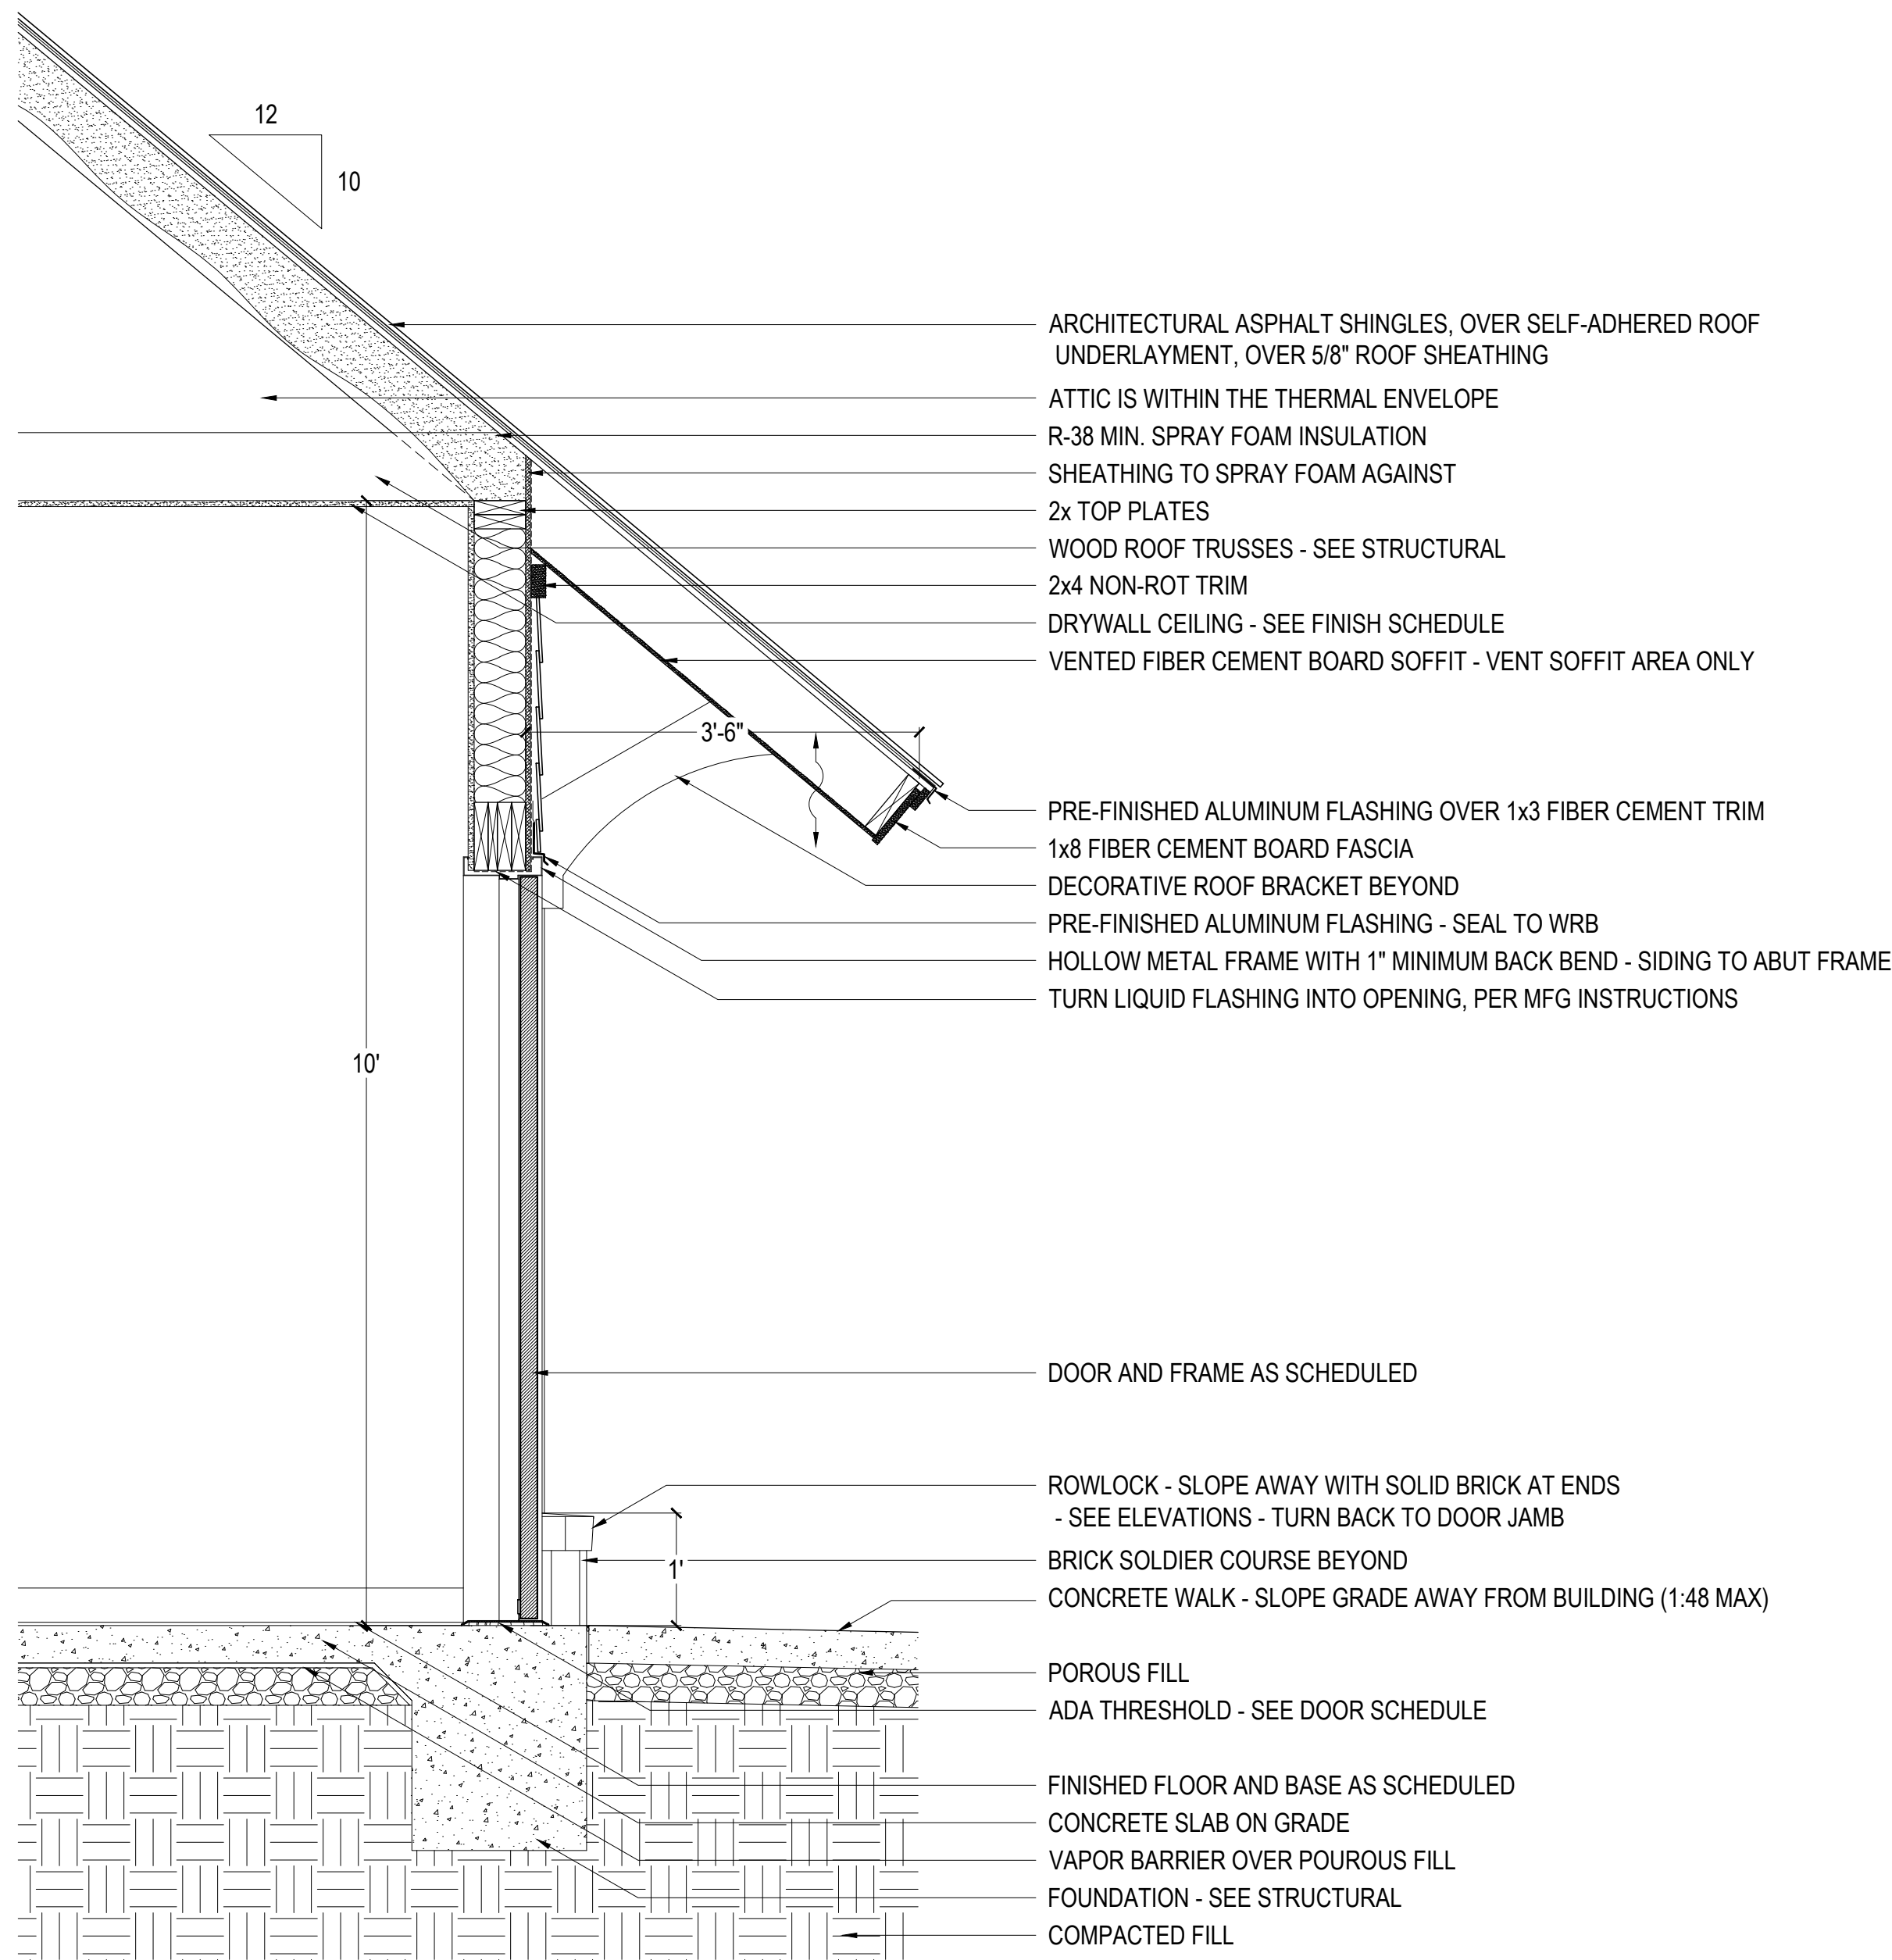 12
10
ARCHITECTURAL ASPHALT SHINGLES, OVER SELF-ADHERED ROOF
UNDERLAYMENT, OVER 5/8" ROOF SHEATHING
ATTIC IS WITHIN THE THERMAL ENVELOPE
R-38 MIN. SPRAY FOAM INSULATION
SHEATHING TO SPRAY FOAM AGAINST
2x TOP PLATES
WOOD ROOF TRUSSES - SEE STRUCTURAL
2x4 NON-ROT TRIM
DRYWALL CEILING - SEE FINISH SCHEDULE
VENTED FIBER CEMENT BOARD SOFFIT - VENT SOFFIT AREA ONLY
3'-6"
PRE-FINISHED ALUMINUM FLASHING OVER 1x3 FIBER CEMENT TRIM
1x8 FIBER CEMENT BOARD FASCIA
DECORATIVE ROOF BRACKET BEYOND
PRE-FINISHED ALUMINUM FLASHING - SEAL TO WRB
HOLLOW METAL FRAME WITH 1" MINIMUM BACK BEND - SIDING TO ABUT FRAME
TURN LIQUID FLASHING INTO OPENING, PER MFG INSTRUCTIONS
10'
DOOR AND FRAME AS SCHEDULED
ROWLOCK - SLOPE AWAY WITH SOLID BRICK AT ENDS
- SEE ELEVATIONS - TURN BACK TO DOOR JAMB
1'
BRICK SOLDIER COURSE BEYOND
CONCRETE WALK - SLOPE GRADE AWAY FROM BUILDING (1:48 MAX)
POROUS FILL
ADA THRESHOLD - SEE DOOR SCHEDULE
FINISHED FLOOR AND BASE AS SCHEDULED
CONCRETE SLAB ON GRADE
VAPOR BARRIER OVER POUROUS FILL
FOUNDATION - SEE STRUCTURAL
COMPACTED FILL